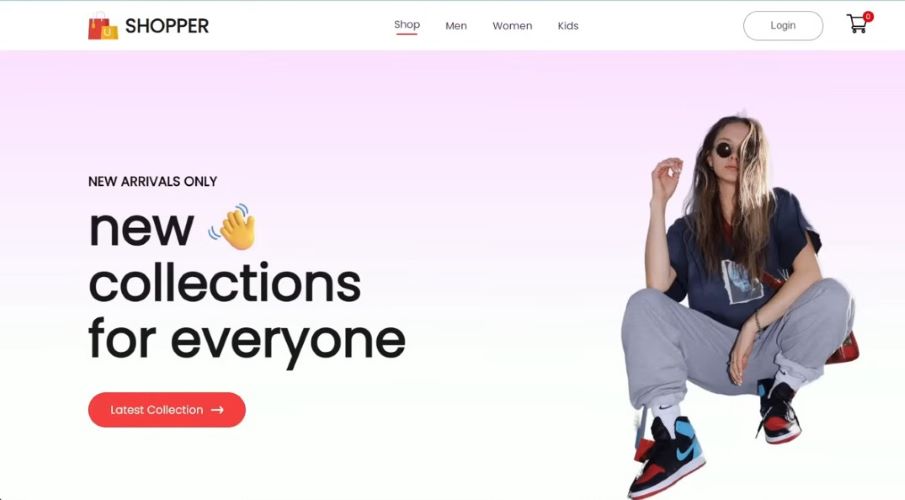 SHOPPER
Shop Men Women Kids
Login
0
NEW ARRIVALS ONLY
new 👋
collections
for everyone
Latest Collection →